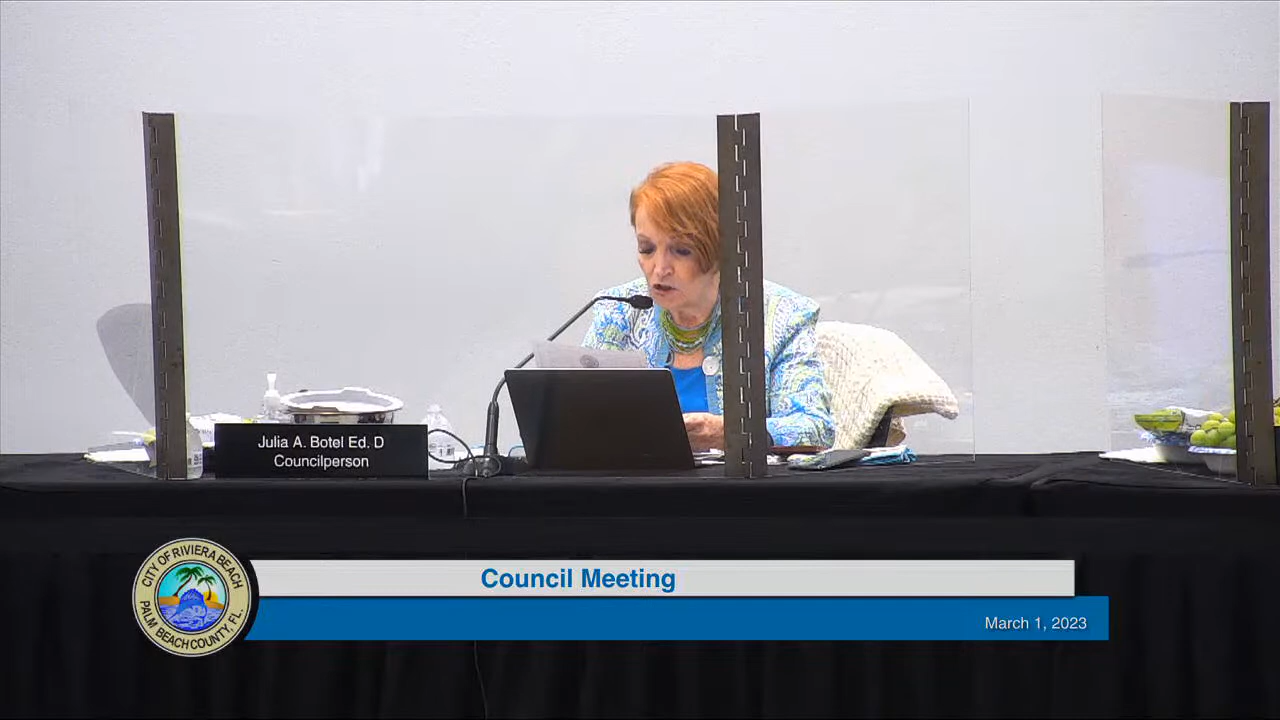 Julia A. Botel Ed. D
Councilperson
CITY OF RIVIERA BEACH
PALM BEACH COUNTY, FL.
Council Meeting
March 1, 2023